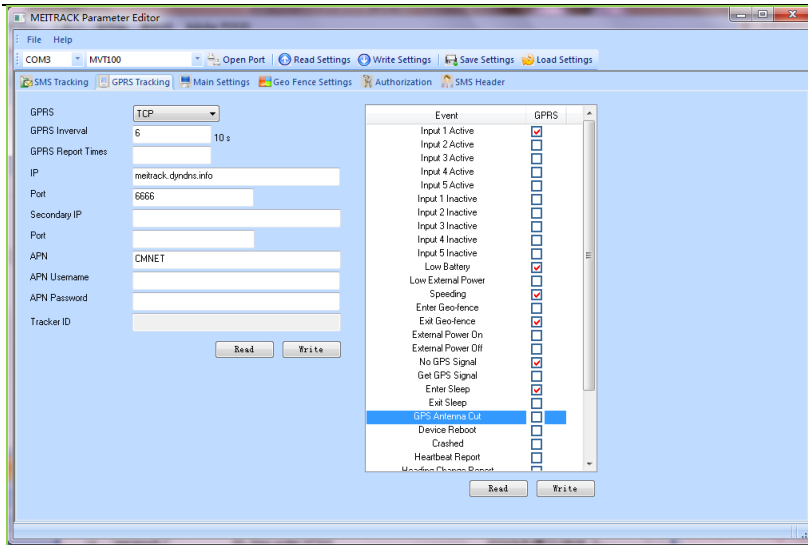 MEITRACK Parameter Editor
File Help
COM3 MVT100 Open Port Read Settings Write Settings Save Settings Load Settings
SMS Tracking GPRS Tracking Main Settings Geo Fence Settings Authorization SMS Header
GPRS TCP
GPRS Inverval 6 10 s
GPRS Report Times
IP meitrack.dyndns.info
Port 6666
Secondary IP
Port
APN CMNET
APN Username
APN Password
Tracker ID
Read Write
Event GPRS
Input 1 Active
Input 2 Active
Input 3 Active
Input 4 Active
Input 5 Active
Input 1 Inactive
Input 2 Inactive
Input 3 Inactive
Input 4 Inactive
Input 5 Inactive
Low Battery
Low External Power
Speeding
Enter Geo-fence
Exit Geo-fence
External Power On
External Power Off
No GPS Signal
Get GPS Signal
Enter Sleep
Exit Sleep
GPS Antenna Cut
Device Reboot
Crashed
Heartbeat Report
Heading Change Report
Read Write